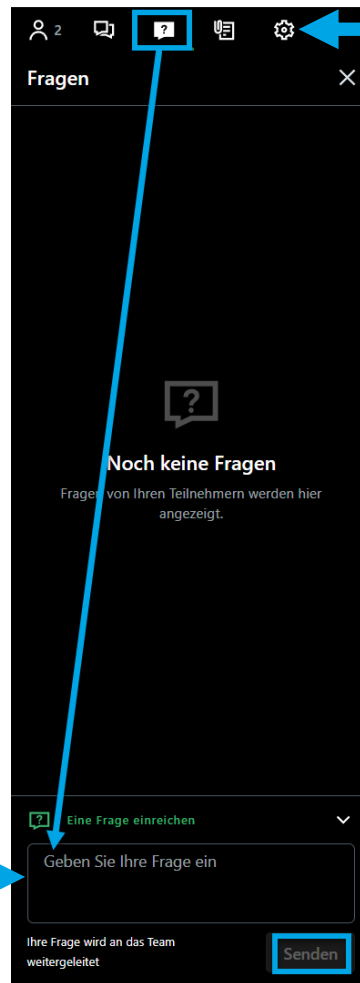 2
Fragen
Noch keine Fragen
Fragen von Ihren Teilnehmern werden hier
angezeigt.
Eine Frage einreichen
Geben Sie Ihre Frage ein
Ihre Frage wird an das Team
weitergeleitet
Senden